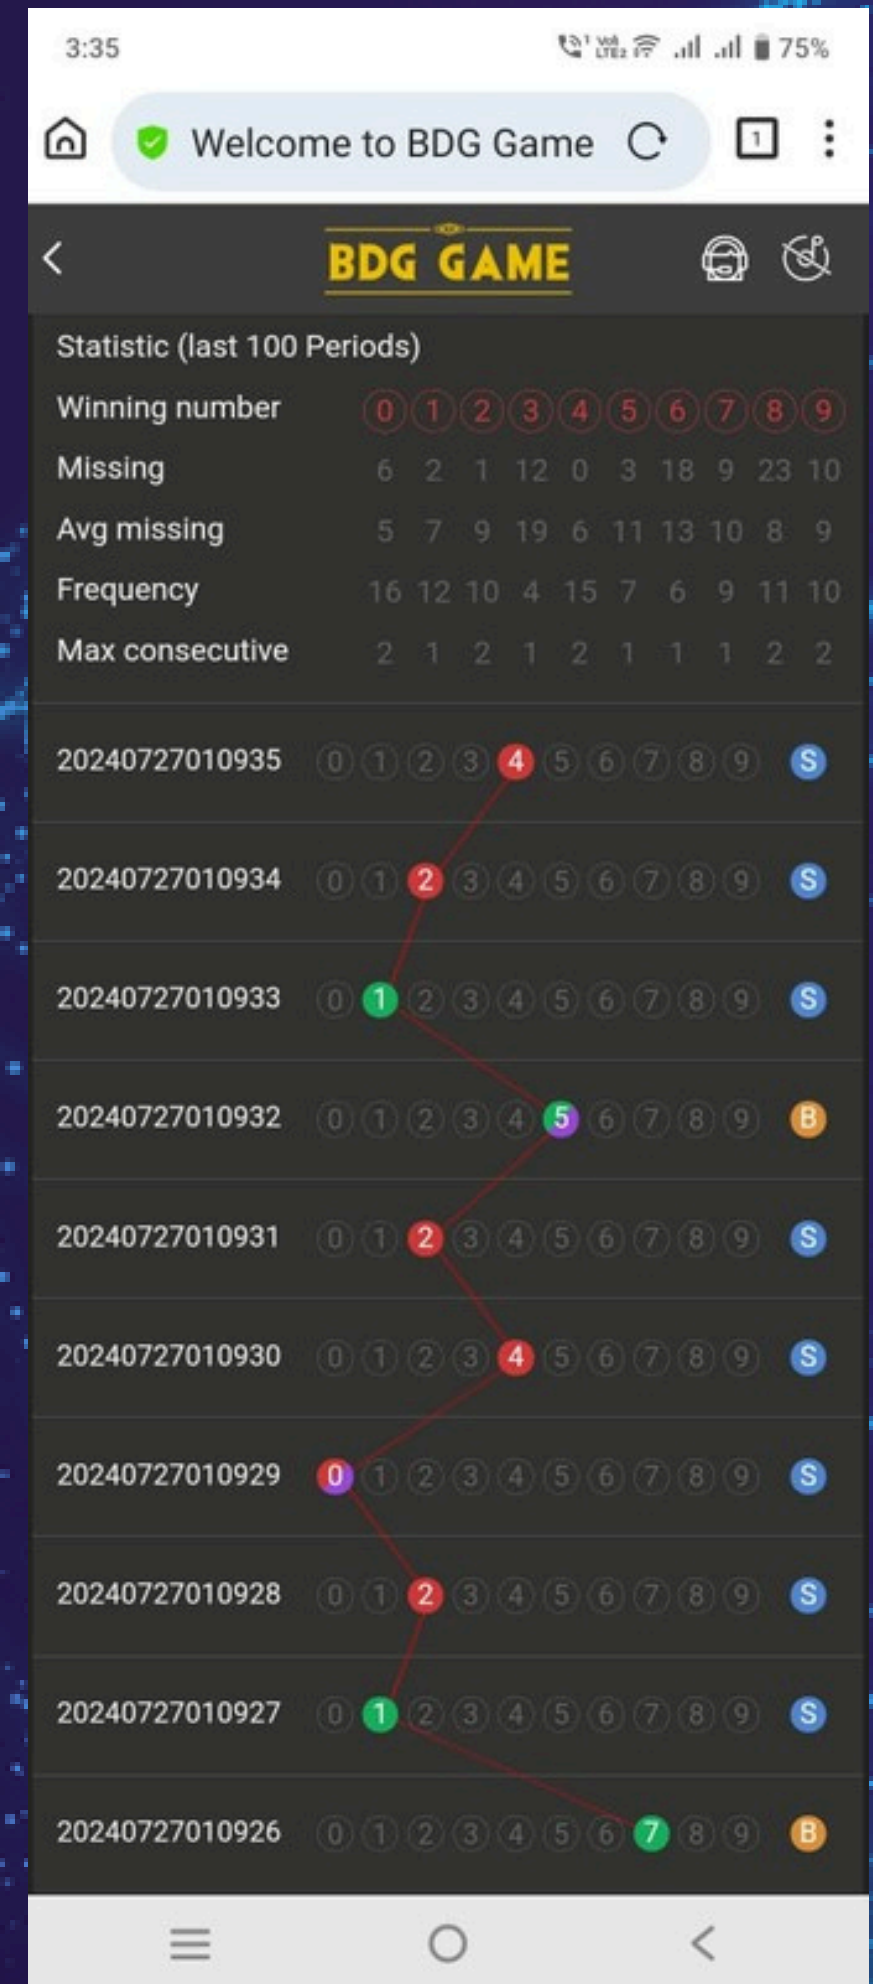 3:35 1 Vo) LTE2 75%
Welcome to BDG Game 1
BDG GAME
Statistic (last 100 Periods)
Winning number 0 1 2 3 4 5 6 7 8 9
Missing 6 2 1 12 0 3 18 9 23 10
Avg missing 5 7 9 19 6 11 13 10 8 9
Frequency 16 12 10 4 15 7 6 9 11 10
Max consecutive 2 1 2 1 2 1 1 1 2 2
20240727010935 0 1 2 3 4 5 6 7 8 9 S
20240727010934 0 1 2 3 4 5 6 7 8 9 S
20240727010933 0 1 2 3 4 5 6 7 8 9 S
20240727010932 0 1 2 3 4 5 6 7 8 9 B
20240727010931 0 1 2 3 4 5 6 7 8 9 S
20240727010930 0 1 2 3 4 5 6 7 8 9 S
20240727010929 0 1 2 3 4 5 6 7 8 9 S
20240727010928 0 1 2 3 4 5 6 7 8 9 S
20240727010927 0 1 2 3 4 5 6 7 8 9 S
20240727010926 0 1 2 3 4 5 6 7 8 9 B